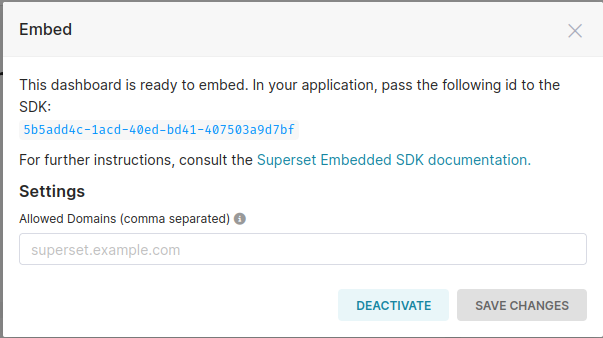 Embed
This dashboard is ready to embed. In your application, pass the following id to the
SDK:
5b5add4c-1acd-40ed-bd41-407503a9d7bf
For further instructions, consult the Superset Embedded SDK documentation.
Settings
Allowed Domains (comma separated)
superset.example.com
DEACTIVATE SAVE CHANGES